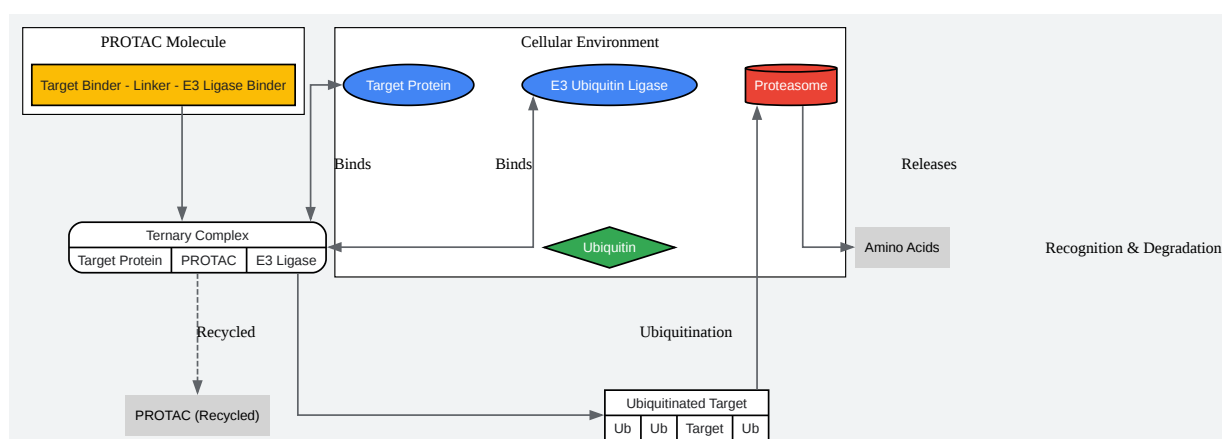 PROTAC Molecule
Cellular Environment
Target Binder - Linker - E3 Ligase Binder
Target Protein
E3 Ubiquitin Ligase
Proteasome
Binds
Binds
Releases
Ternary Complex
Target Protein
PROTAC
E3 Ligase
Ubiquitin
Amino Acids
Recognition & Degradation
Recycled
Ubiquitination
PROTAC (Recycled)
Ubiquitinated Target
Ub
Ub
Target
Ub